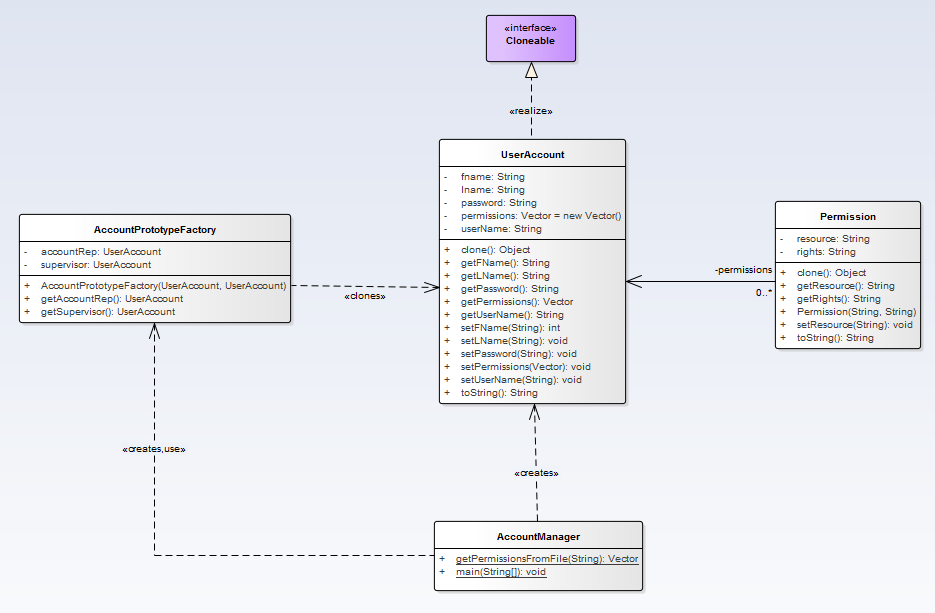 «interface»
Cloneable
«realize»
UserAccount
- fname: String
- lname: String
- password: String
- permissions: Vector = new Vector()
- userName: String
+ clone(): Object
+ getFName(): String
+ getLName(): String
+ getPassword(): String
+ getPermissions(): Vector
+ getUserName(): String
+ setFName(String): int
+ setLName(String): void
+ setPassword(String): void
+ setPermissions(Vector): void
+ setUserName(String): void
+ toString(): String
AccountPrototypeFactory
- accountRep: UserAccount
- supervisor: UserAccount
+ AccountPrototypeFactory(UserAccount, UserAccount)
+ getAccountRep(): UserAccount
+ getSupervisor(): UserAccount
«clones»
-permissions
0..*
Permission
- resource: String
- rights: String
+ clone(): Object
+ getResource(): String
+ getRights(): String
+ Permission(String, String)
+ setResource(String): void
+ toString(): String
«creates,use»
«creates»
AccountManager
+ getPermissionsFromFile(String): Vector
+ main(String[]): void